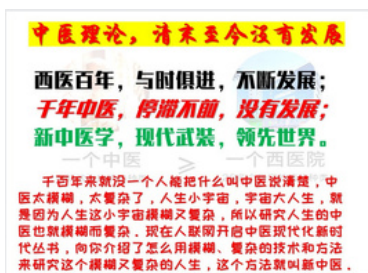 中医理论，清末至今没有发展
西医百年，与时俱进，不断发展；
千年中医，停滞不前，没有发展；
新中医学，现代武装，领先世界。
一个中医 ≥ 一个西医院
千百年来就没一个人能把什么叫中医说清楚，中
医太模糊，太复杂了，人生小宇宙，宇宙大人生，就
是因为人生这小宇宙模糊又复杂，所以研究人生的中
医也就模糊而复杂。现在人联网开启中医现代化新时
代丛书，向你介绍了怎么用模糊、复杂的技术和方法
来研究这个模糊又复杂的人生，这个方法就叫新中医。